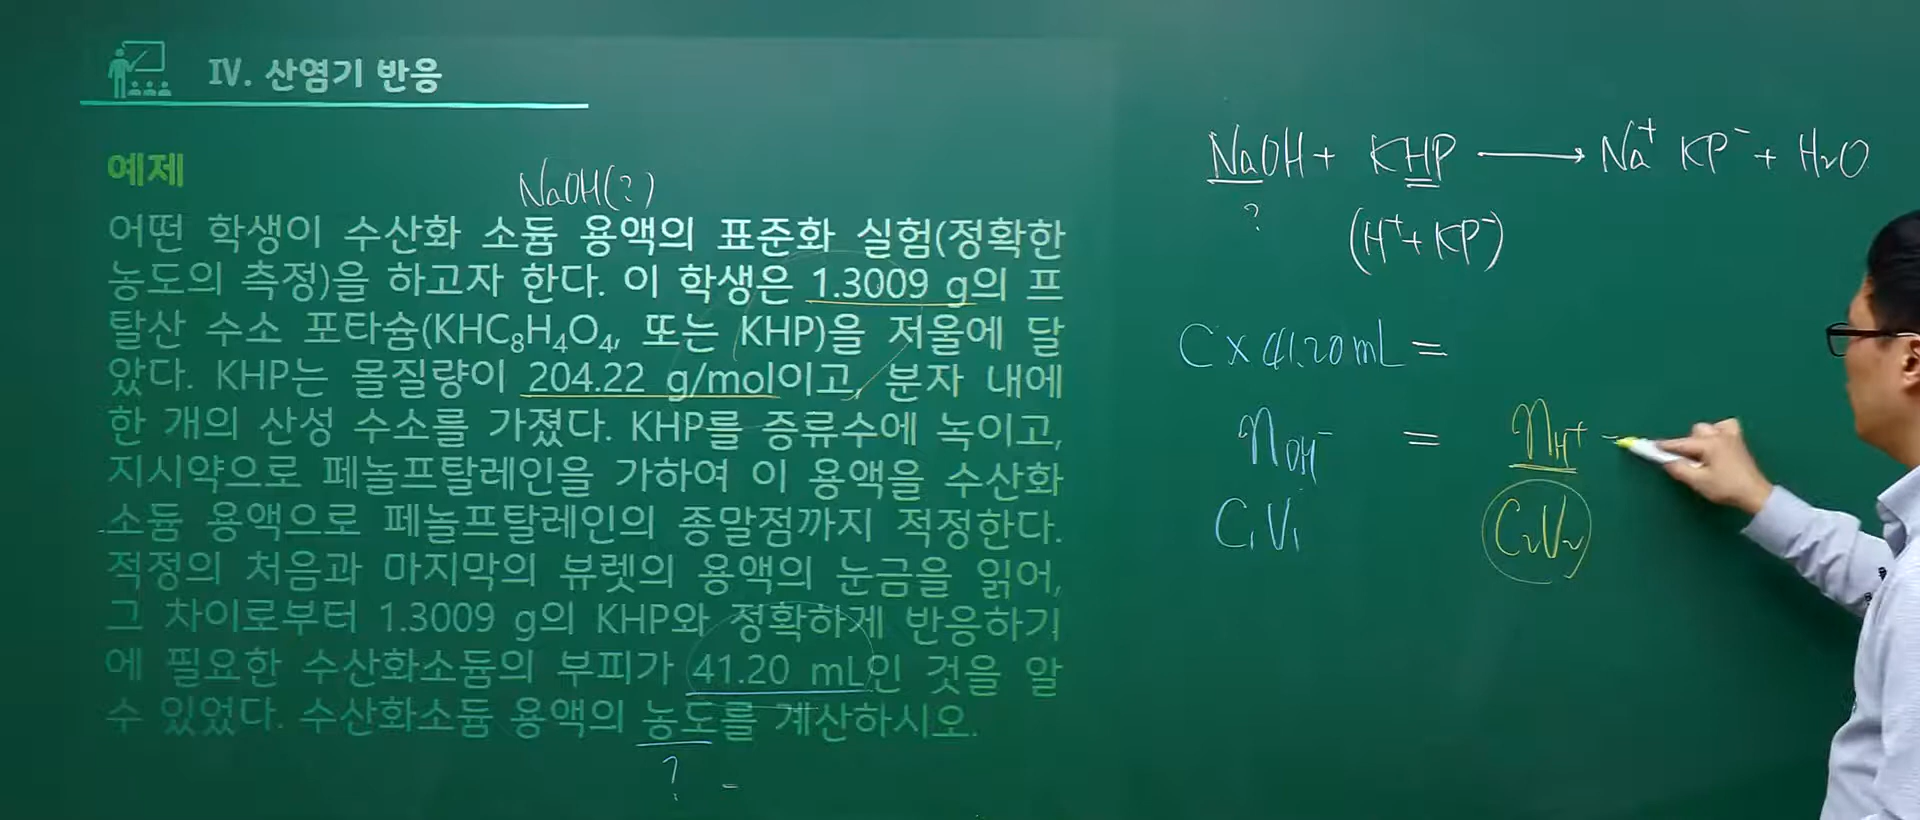 IV. 산염기 반응
예제
NaOH(?)
어떤 학생이 수산화 소듐 용액의 표준화 실험(정확한
농도의 측정)을 하고자 한다. 이 학생은 1.3009 g의 프
탈산 수소 포타슘(KHC₈H₄O₄, 또는 KHP)을 저울에 달
았다. KHP는 몰질량이 204.22 g/mol이고, 분자 내에
한 개의 산성 수소를 가졌다. KHP를 증류수에 녹이고,
지시약으로 페놀프탈레인을 가하여 이 용액을 수산화
소듐 용액으로 페놀프탈레인의 종말점까지 적정한다.
적정의 처음과 마지막의 뷰렛의 용액의 눈금을 읽어,
그 차이로부터 1.3009 g의 KHP와 정확하게 반응하기
에 필요한 수산화소듐의 부피가 41.20 mL인 것을 알
수 있었다. 수산화소듐 용액의 농도를 계산하시오.
? -
NaOH + KHP → Na⁺ KP⁻ + H₂O
?
(H⁺ + KP⁻)
C × 41.20 mL =
n OH⁻ = n H⁺ -
C₁V₁ C₂V₂